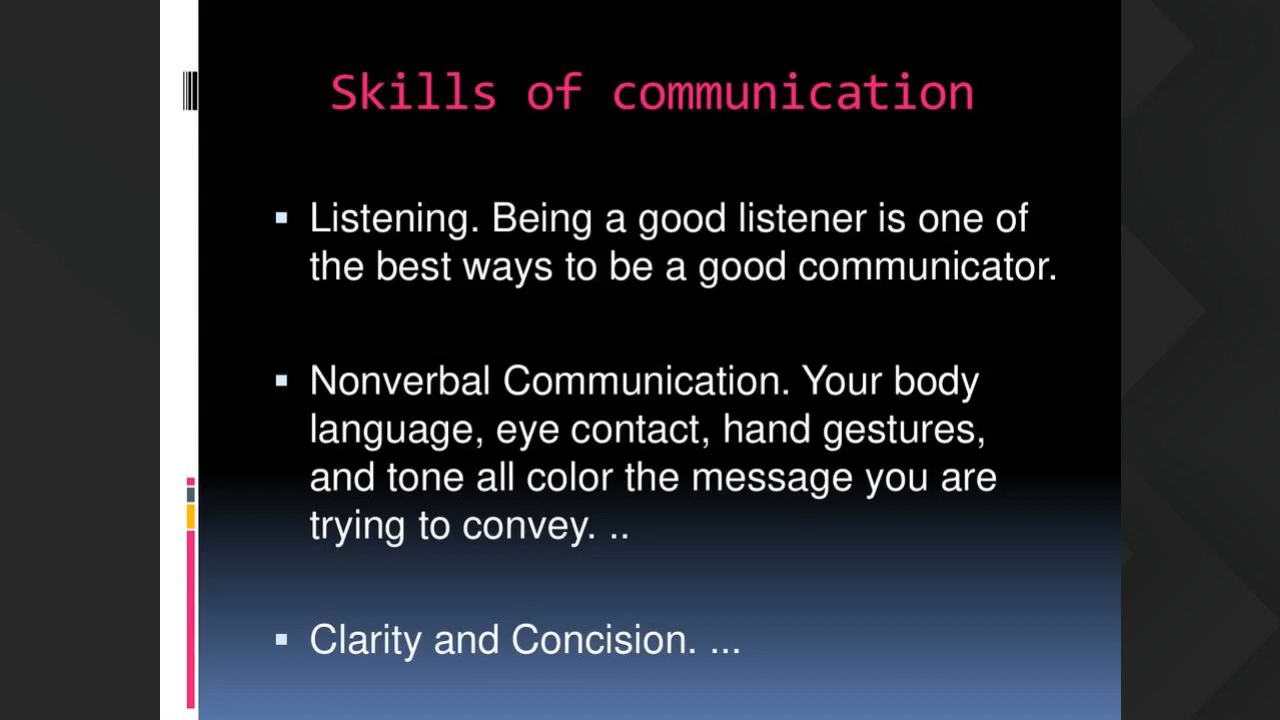 Skills of communication
Listening. Being a good listener is one of
the best ways to be a good communicator.
Nonverbal Communication. Your body
language, eye contact, hand gestures,
and tone all color the message you are
trying to convey. ..
Clarity and Concision. ...